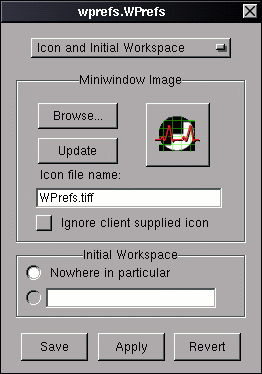 wprefs.WPrefs
Icon and Initial Workspace
Miniwindow Image
Browse...
Update
Icon file name:
WPrefs.tiff
Ignore client supplied icon
Initial Workspace
Nowhere in particular
Save Apply Revert